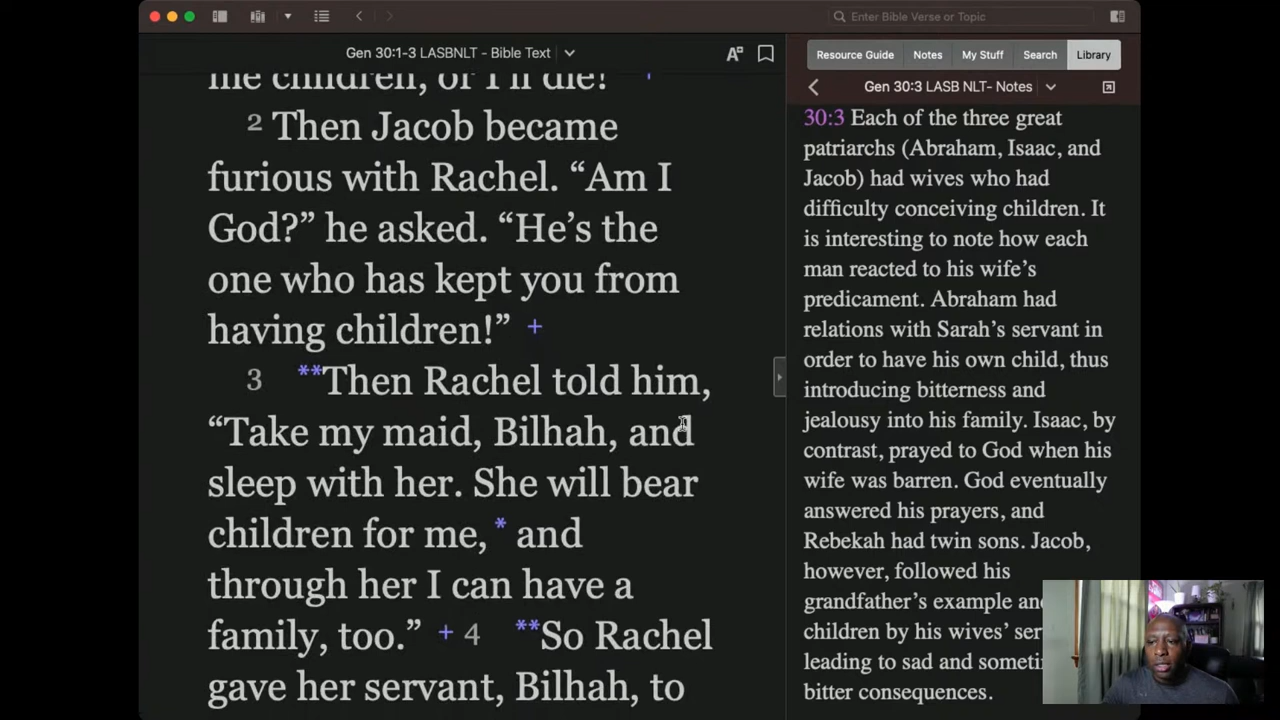 Enter Bible Verse or Topic
Gen 30:1-3 LASBNLT - Bible Text
me children, or I'll die!” +
2 Then Jacob became
furious with Rachel. “Am I
God?” he asked. “He’s the
one who has kept you from
having children!” +
3 **Then Rachel told him,
“Take my maid, Bilhah, and
sleep with her. She will bear
children for me,* and
through her I can have a
family, too.” + 4 **So Rachel
gave her servant, Bilhah, to
Resource Guide Notes My Stuff Search Library
Gen 30:3 LASB NLT- Notes
30:3 Each of the three great
patriarchs (Abraham, Isaac, and
Jacob) had wives who had
difficulty conceiving children. It
is interesting to note how each
man reacted to his wife’s
predicament. Abraham had
relations with Sarah’s servant in
order to have his own child, thus
introducing bitterness and
jealousy into his family. Isaac, by
contrast, prayed to God when his
wife was barren. God eventually
answered his prayers, and
Rebekah had twin sons. Jacob,
however, followed his
grandfather’s example an
children by his wives’ ser
leading to sad and someti
bitter consequences.